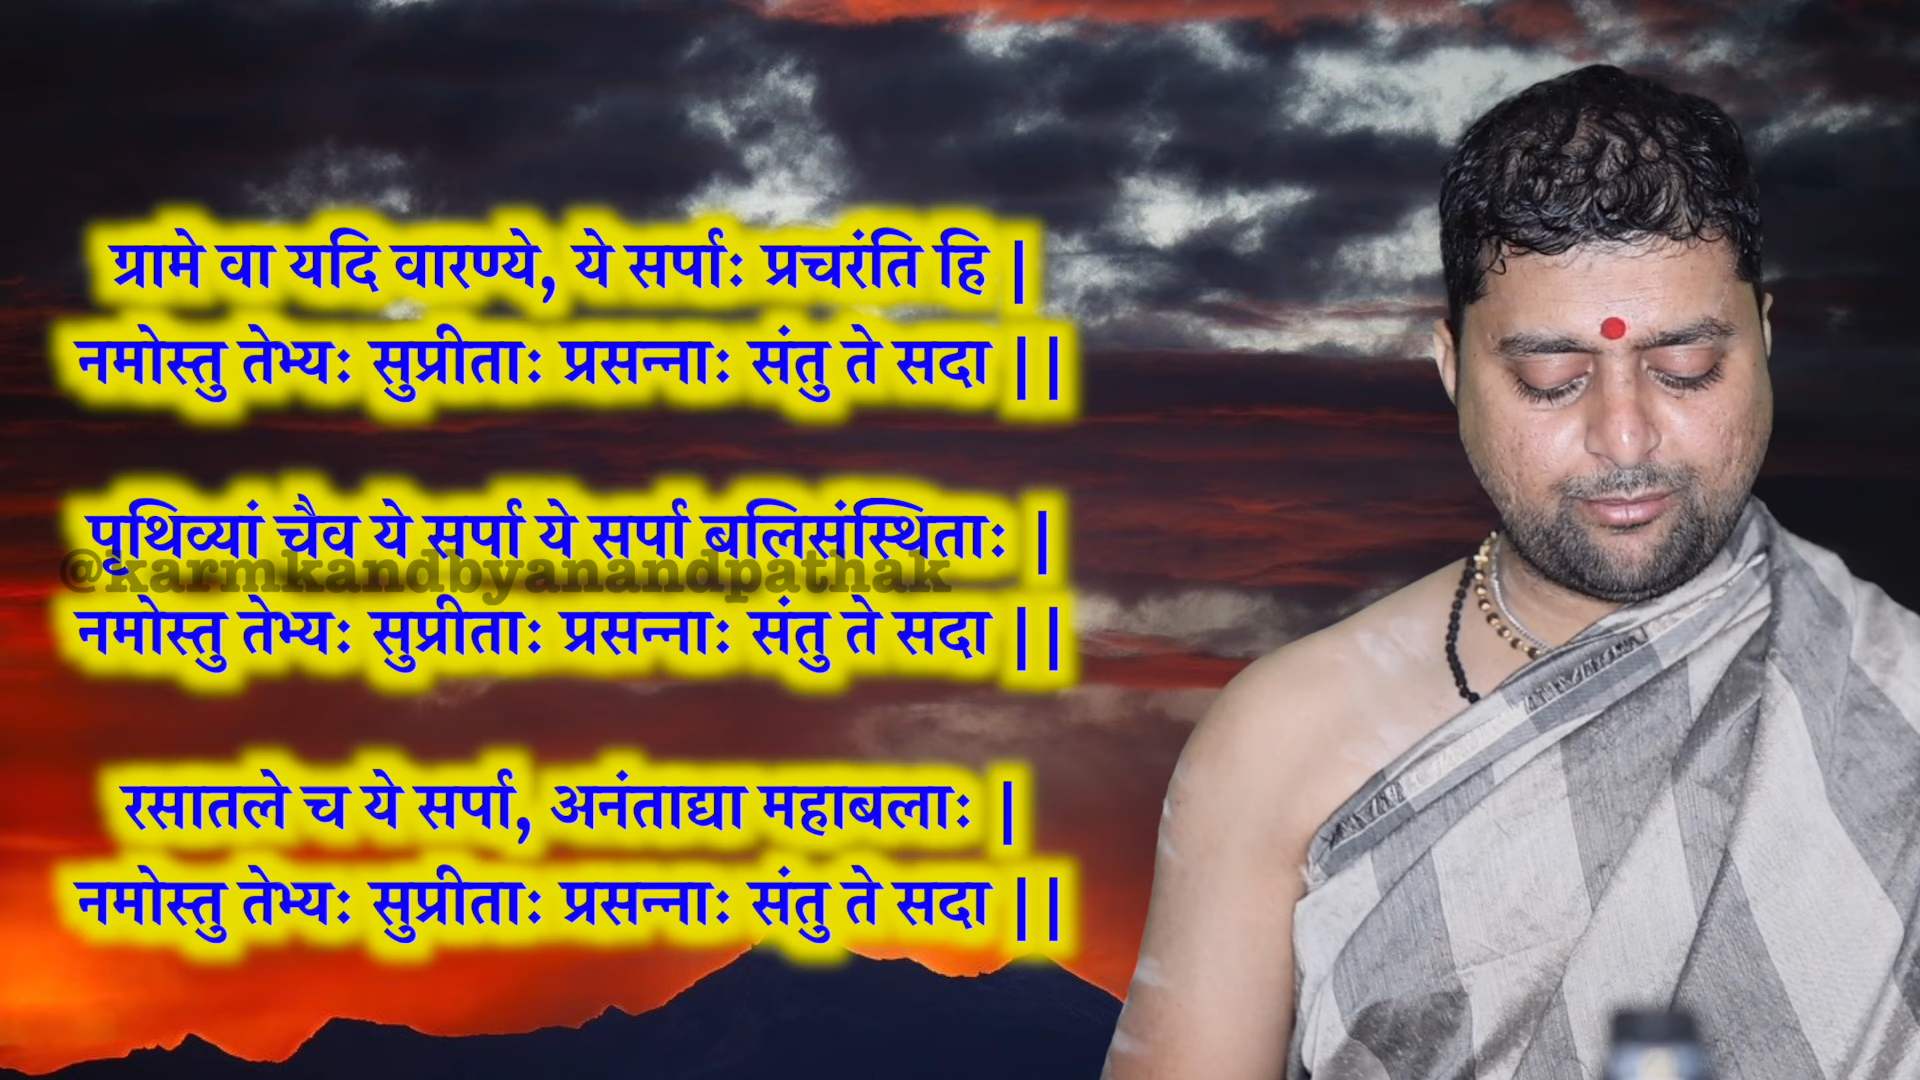 ग्रामे वा यदि वारण्ये, ये सर्पाः प्रचरंति हि |
नमोस्तु तेभ्यः सुप्रीताः प्रसन्नाः संतु ते सदा ||
पृथिव्यां चैव ये सर्पा ये सर्पा बलिसंस्थिताः |
@karmkandbyanandpathak
नमोस्तु तेभ्यः सुप्रीताः प्रसन्नाः संतु ते सदा ||
रसातले च ये सर्पा, अनंताद्या महाबलाः |
नमोस्तु तेभ्यः सुप्रीताः प्रसन्नाः संतु ते सदा ||